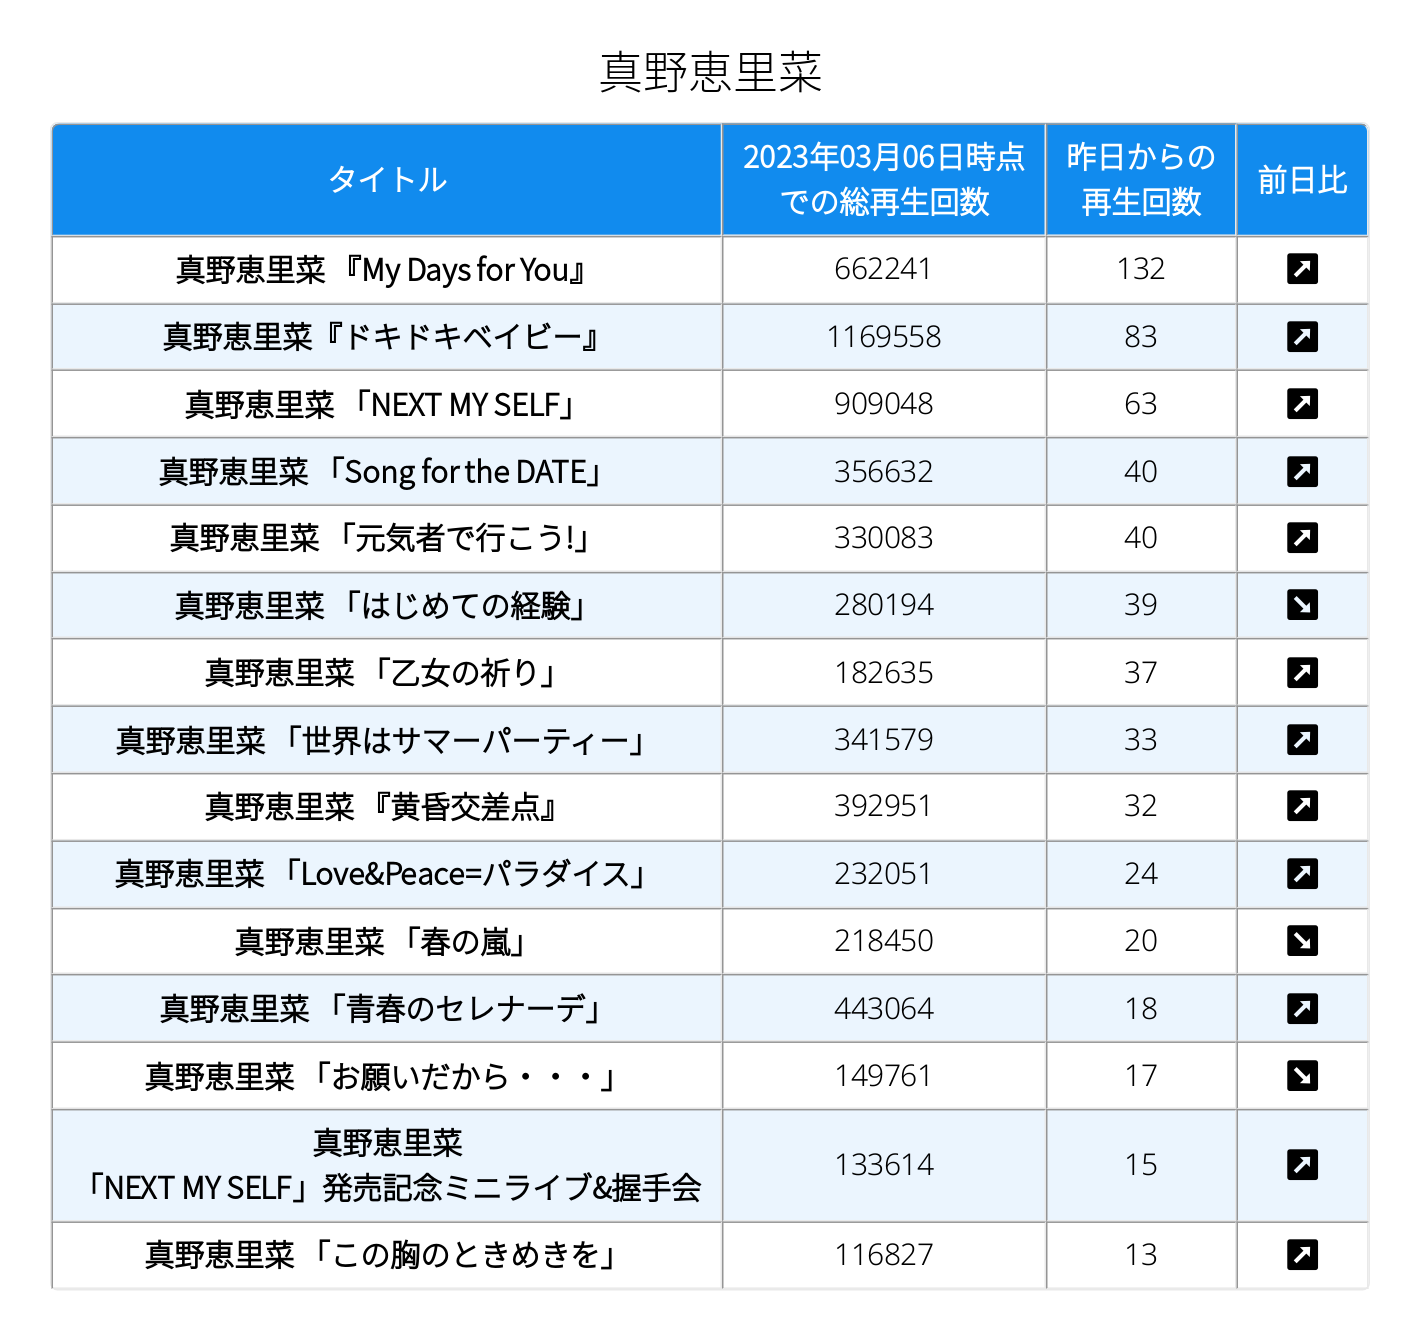 真野恵里菜
タイトル
2023年03月06日時点
での総再生回数
昨日からの
再生回数
前日比
真野恵里菜 『My Days for You』
662241
132
真野恵里菜『ドキドキベイビー』
1169558
83
真野恵里菜 「NEXT MY SELF」
909048
63
真野恵里菜 「Song for the DATE」
356632
40
真野恵里菜 「元気者で行こう!」
330083
40
真野恵里菜 「はじめての経験」
280194
39
真野恵里菜 「乙女の祈り」
182635
37
真野恵里菜 「世界はサマーパーティー」
341579
33
真野恵里菜 『黄昏交差点』
392951
32
真野恵里菜 「Love&Peace=パラダイス」
232051
24
真野恵里菜 「春の嵐」
218450
20
真野恵里菜 「青春のセレナーデ」
443064
18
真野恵里菜 「お願いだから・・・」
149761
17
真野恵里菜
「NEXT MY SELF」発売記念ミニライブ&握手会
133614
15
真野恵里菜 「この胸のときめきを」
116827
13